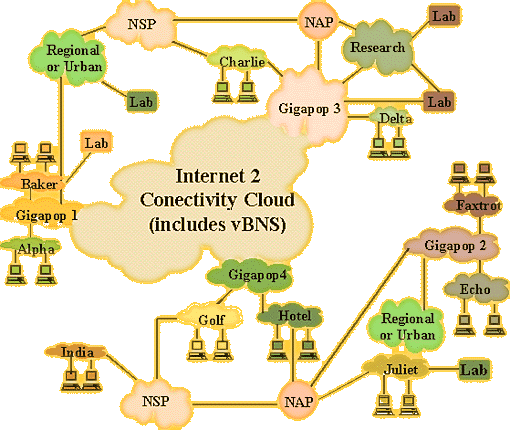 NSP
NAP
Lab
Regional
or Urban
Charlie
Research
Lab
Lab
Gigapop 3
Delta
Lab
Internet 2
Conectivity Cloud
(includes vBNS)
Baker
Gigapop 1
Alpha
Faxtrot
Gigapop 2
Gigapop4
Echo
Golf
Hotel
Regional
or Urban
India
Juliet
Lab
NSP
NAP